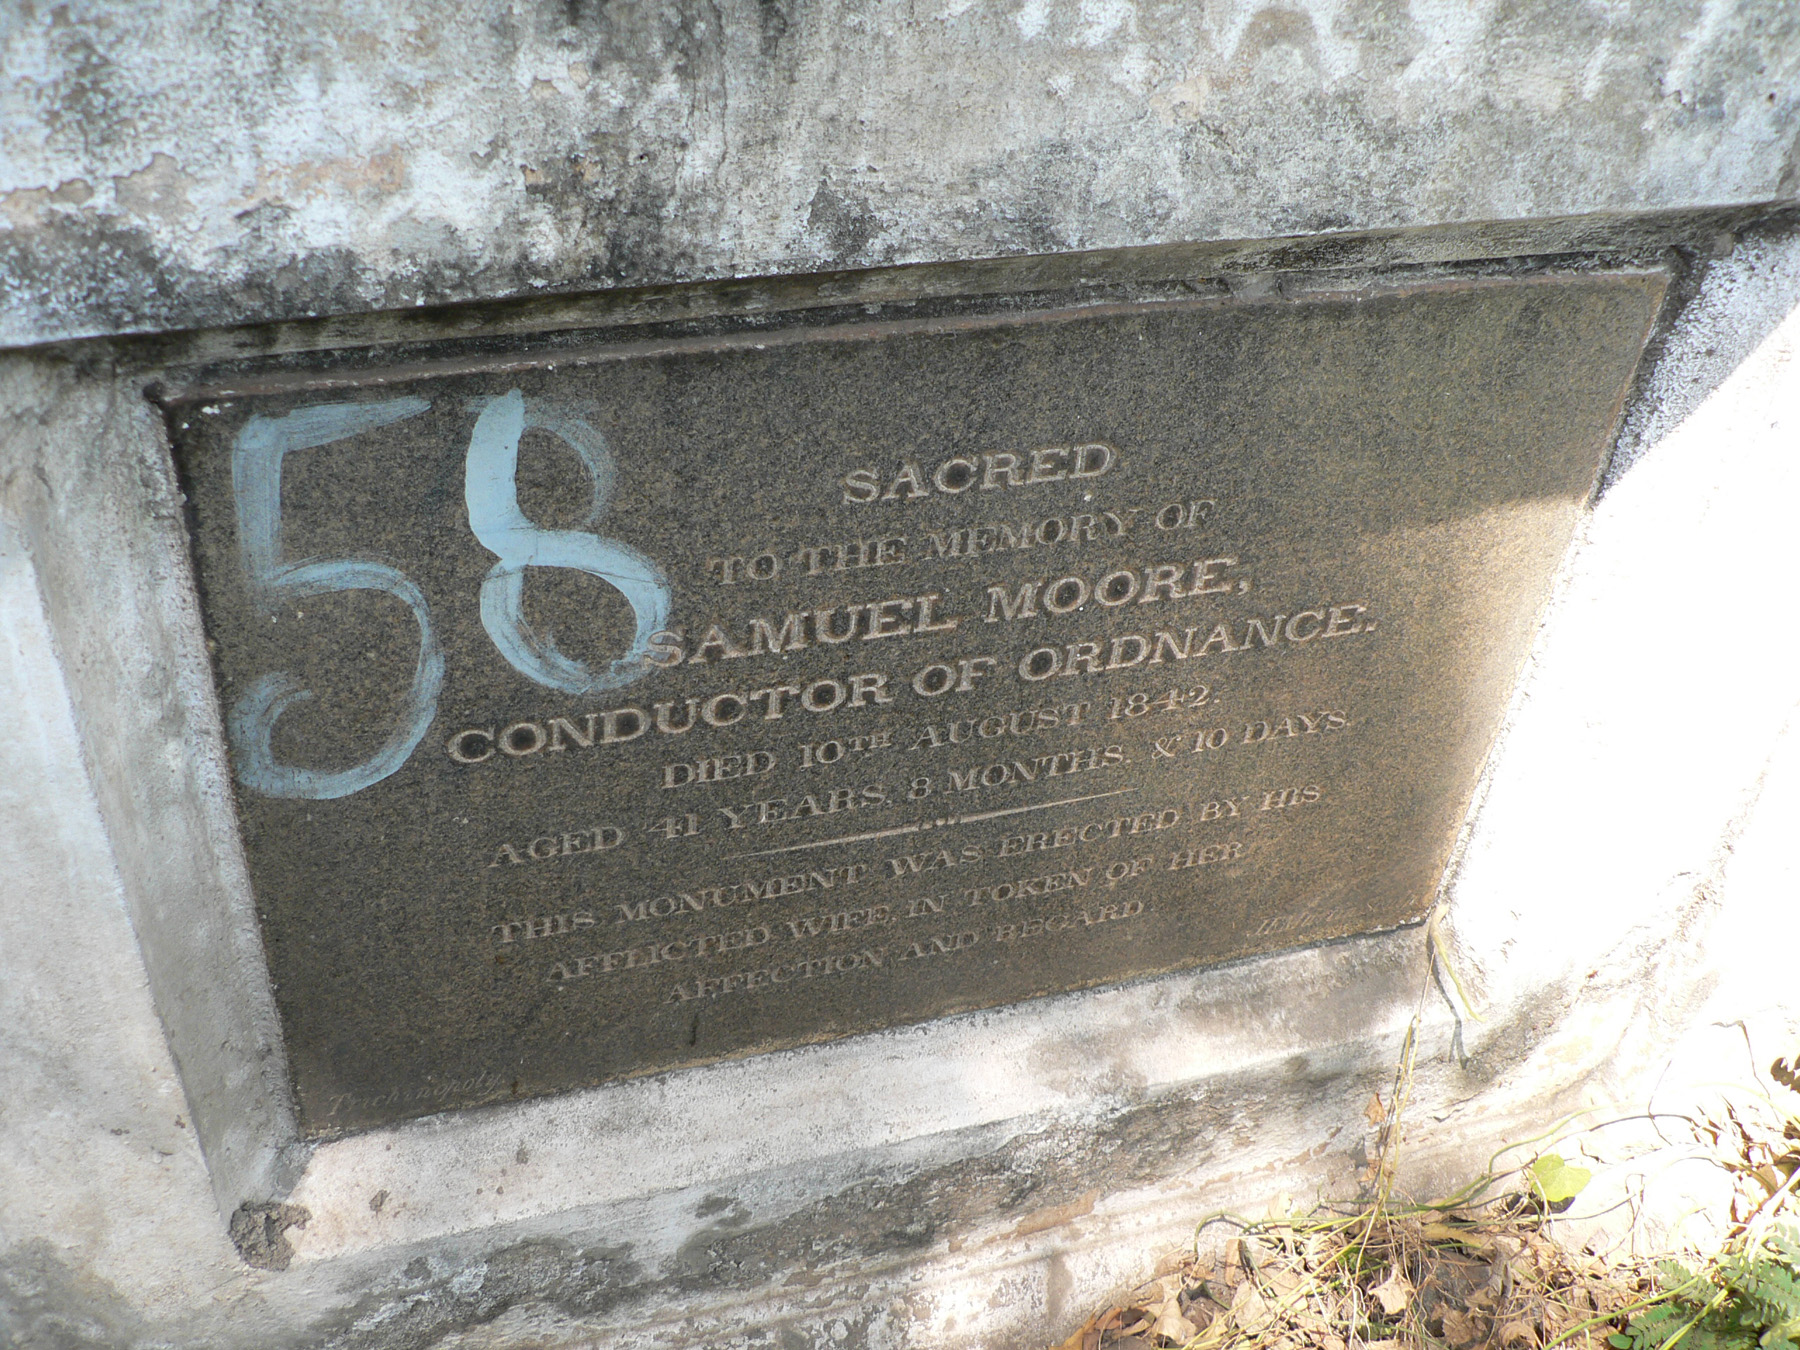 58
SACRED
TO THE MEMORY OF
SAMUEL MOORE,
CONDUCTOR OF ORDNANCE.
DIED 10TH AUGUST 1842.
AGED 41 YEARS, 8 MONTHS, & 10 DAYS.
THIS MONUMENT WAS ERECTED BY HIS
AFFLICTED WIFE, IN TOKEN OF HER
AFFECTION AND REGARD
Trichinopoly